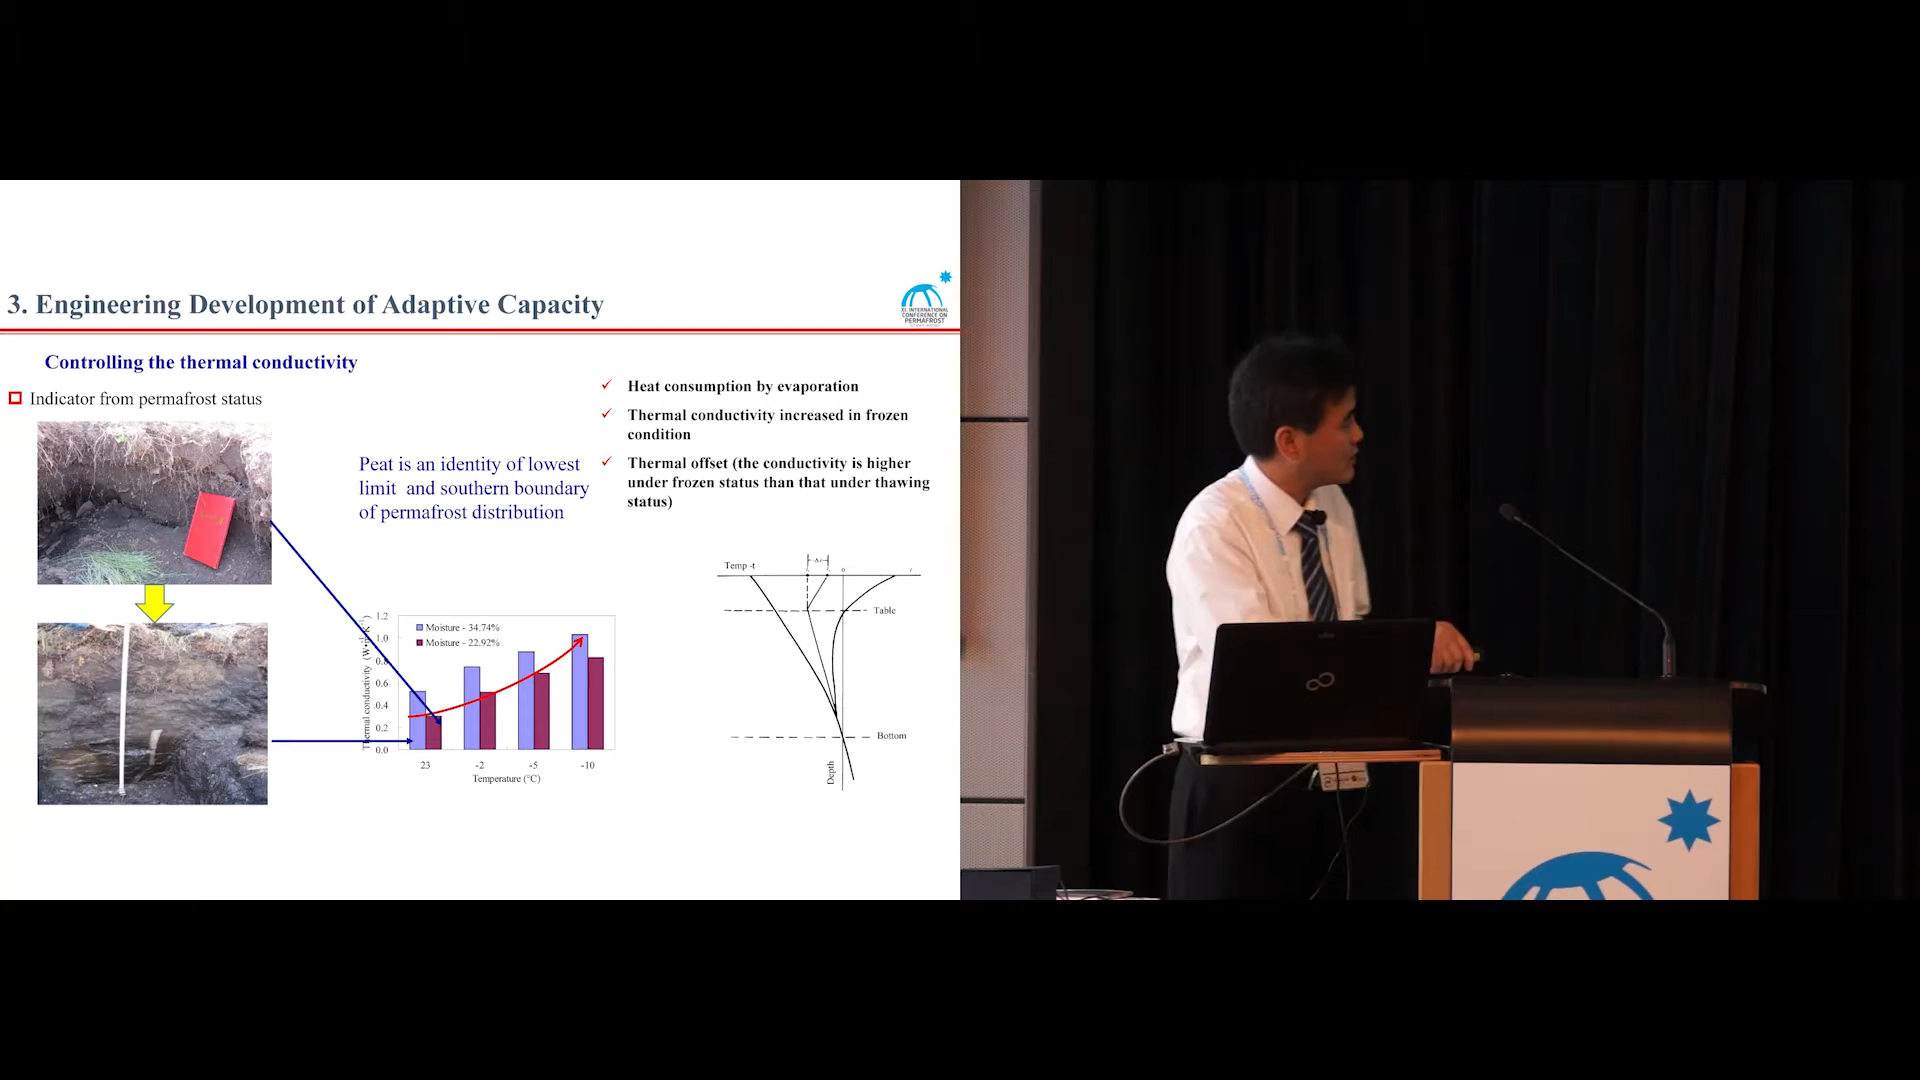 3. Engineering Development of Adaptive Capacity
XI. INTERNATIONAL
CONFERENCE ON
PERMAFROST
Controlling the thermal conductivity
Indicator from permafrost status
Peat is an identity of lowest
limit and southern boundary
of permafrost distribution
Heat consumption by evaporation
Thermal conductivity increased in frozen
condition
Thermal offset (the conductivity is higher
under frozen status than that under thawing
status)
Thermal conductivity (W·m⁻¹K⁻¹)
1.2
1.0
0.8
0.6
0.4
0.2
0.0
Moisture - 34.74%
Moisture - 22.92%
23
-2
-5
-10
Temperature (°C)
Temp -t
Δ t
0
t
Table
Bottom
Depth